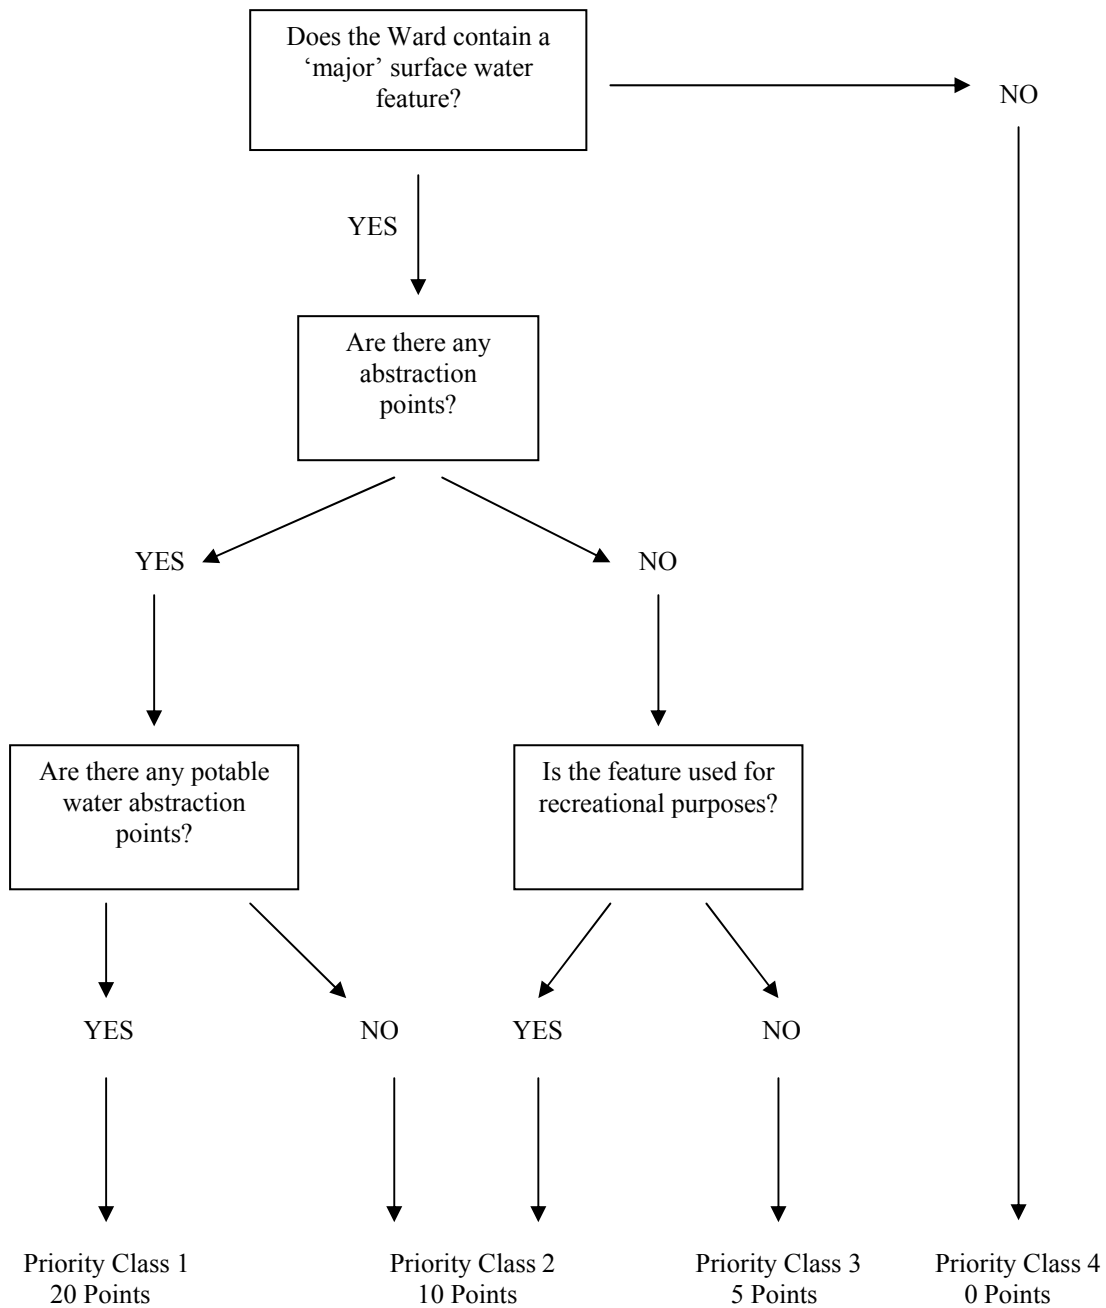 Does the Ward contain a
‘major’ surface water
feature?
NO
YES
Are there any
abstraction
points?
YES
NO
Are there any potable
water abstraction
points?
Is the feature used for
recreational purposes?
YES
NO
YES
NO
Priority Class 1
20 Points
Priority Class 2
10 Points
Priority Class 3
5 Points
Priority Class 4
0 Points